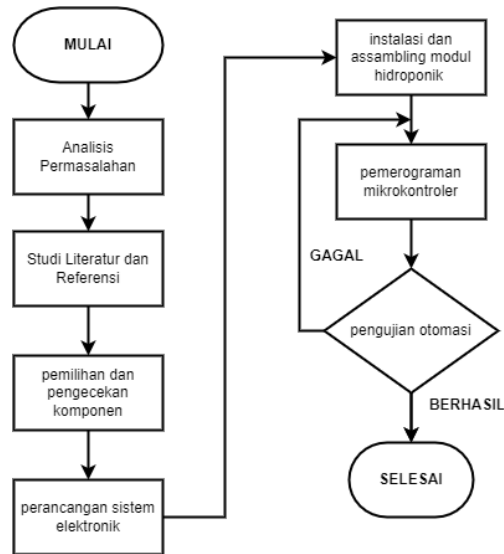 MULAI
Analisis
Permasalahan
Studi Literatur dan
Referensi
pemilihan dan
pengecekan
komponen
perancangan sistem
elektronik
instalasi dan
assambling modul
hidroponik
pemerograman
mikrokontroler
GAGAL
pengujian otomasi
BERHASIL
SELESAI